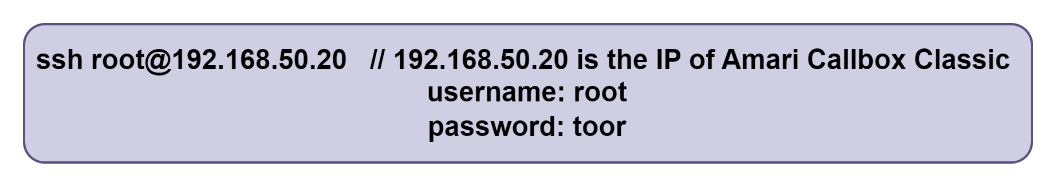 ssh root@192.168.50.20 // 192.168.50.20 is the IP of Amari Callbox Classic
username: root
password: toor